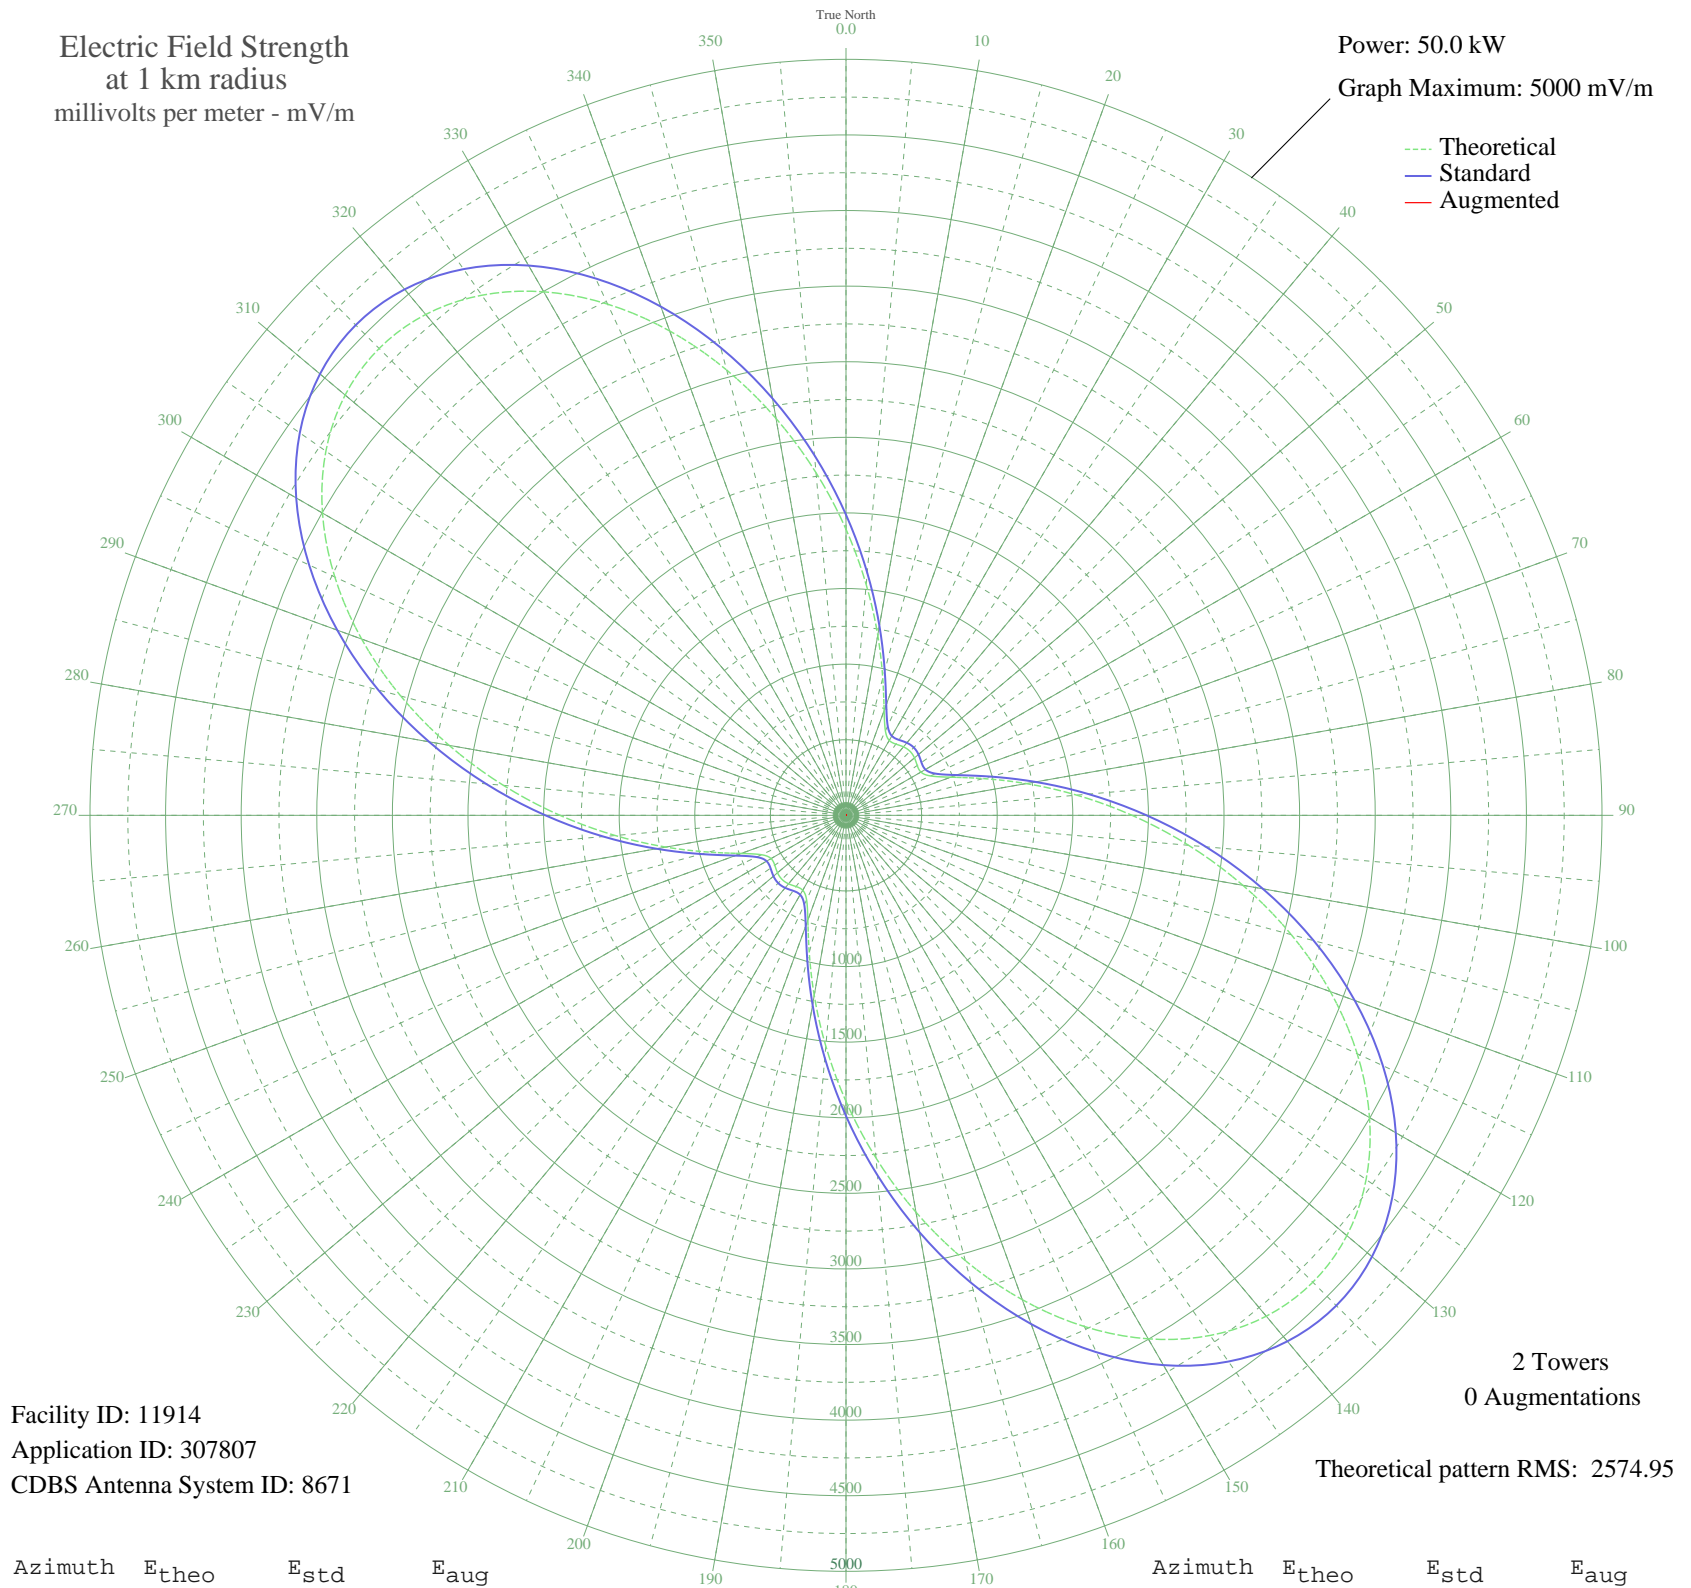 True North
Electric Field Strength
at 1 km radius
millivolts per meter - mV/m
Power: 50.0 kW
Graph Maximum: 5000 mV/m
Theoretical
Standard
Augmented
0.0
10
20
30
40
50
60
70
80
90
100
110
120
130
140
150
160
170
180
190
200
210
220
230
240
250
260
270
280
290
300
310
320
330
340
350
1000
1500
2000
2500
3000
3500
4000
4500
5000
2 Towers
0 Augmentations
Theoretical pattern RMS: 2574.95
Facility ID: 11914
Application ID: 307807
CDBS Antenna System ID: 8671
Azimuth Etheo Estd Eaug Azimuth Etheo Estd Eaug